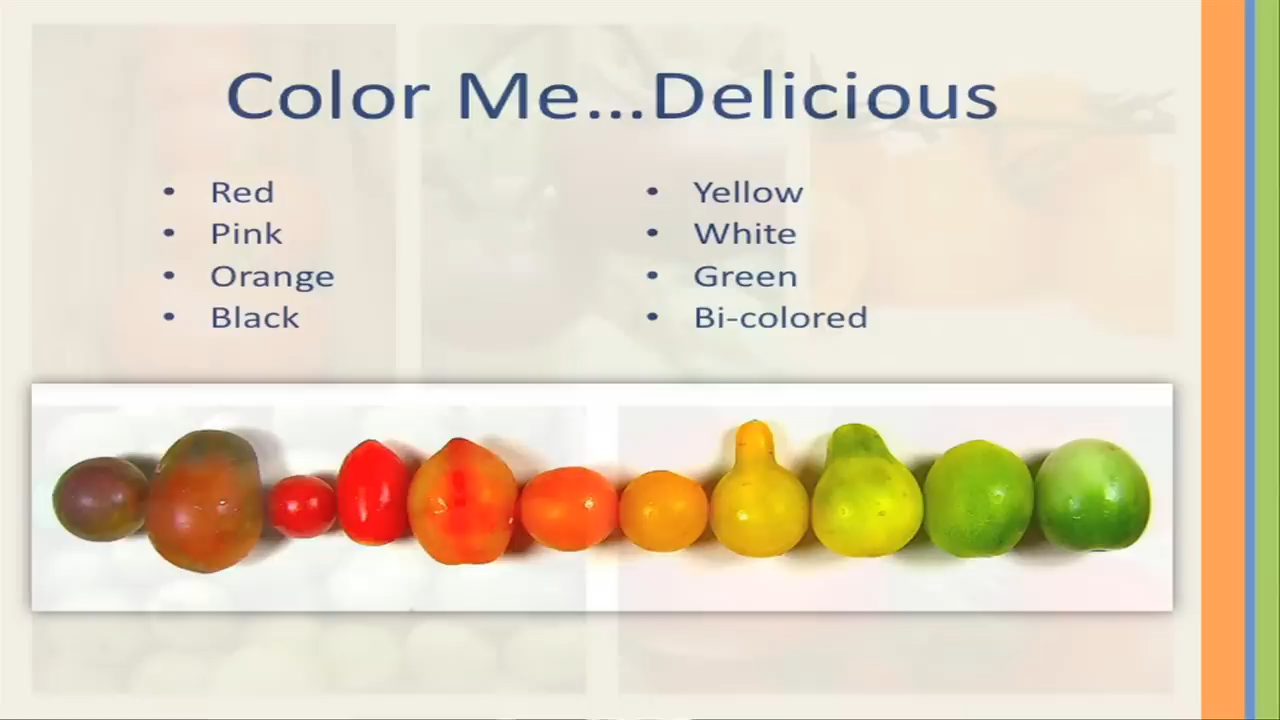 Color Me...Delicious
• Red
• Pink
• Orange
• Black
• Yellow
• White
• Green
• Bi-colored